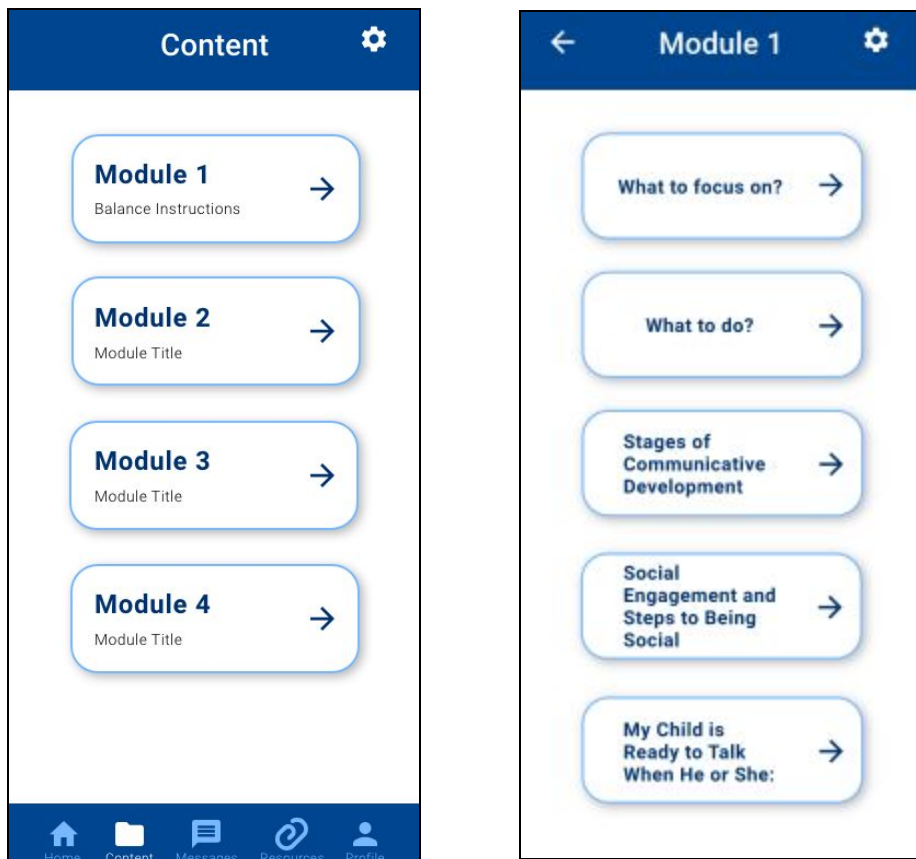 Content
Module 1
Balance Instructions
Module 2
Module Title
Module 3
Module Title
Module 4
Module Title
Home Content Messages Resources Profile
Module 1
What to focus on?
What to do?
Stages of
Communicative
Development
Social
Engagement and
Steps to Being
Social
My Child is
Ready to Talk
When He or She: